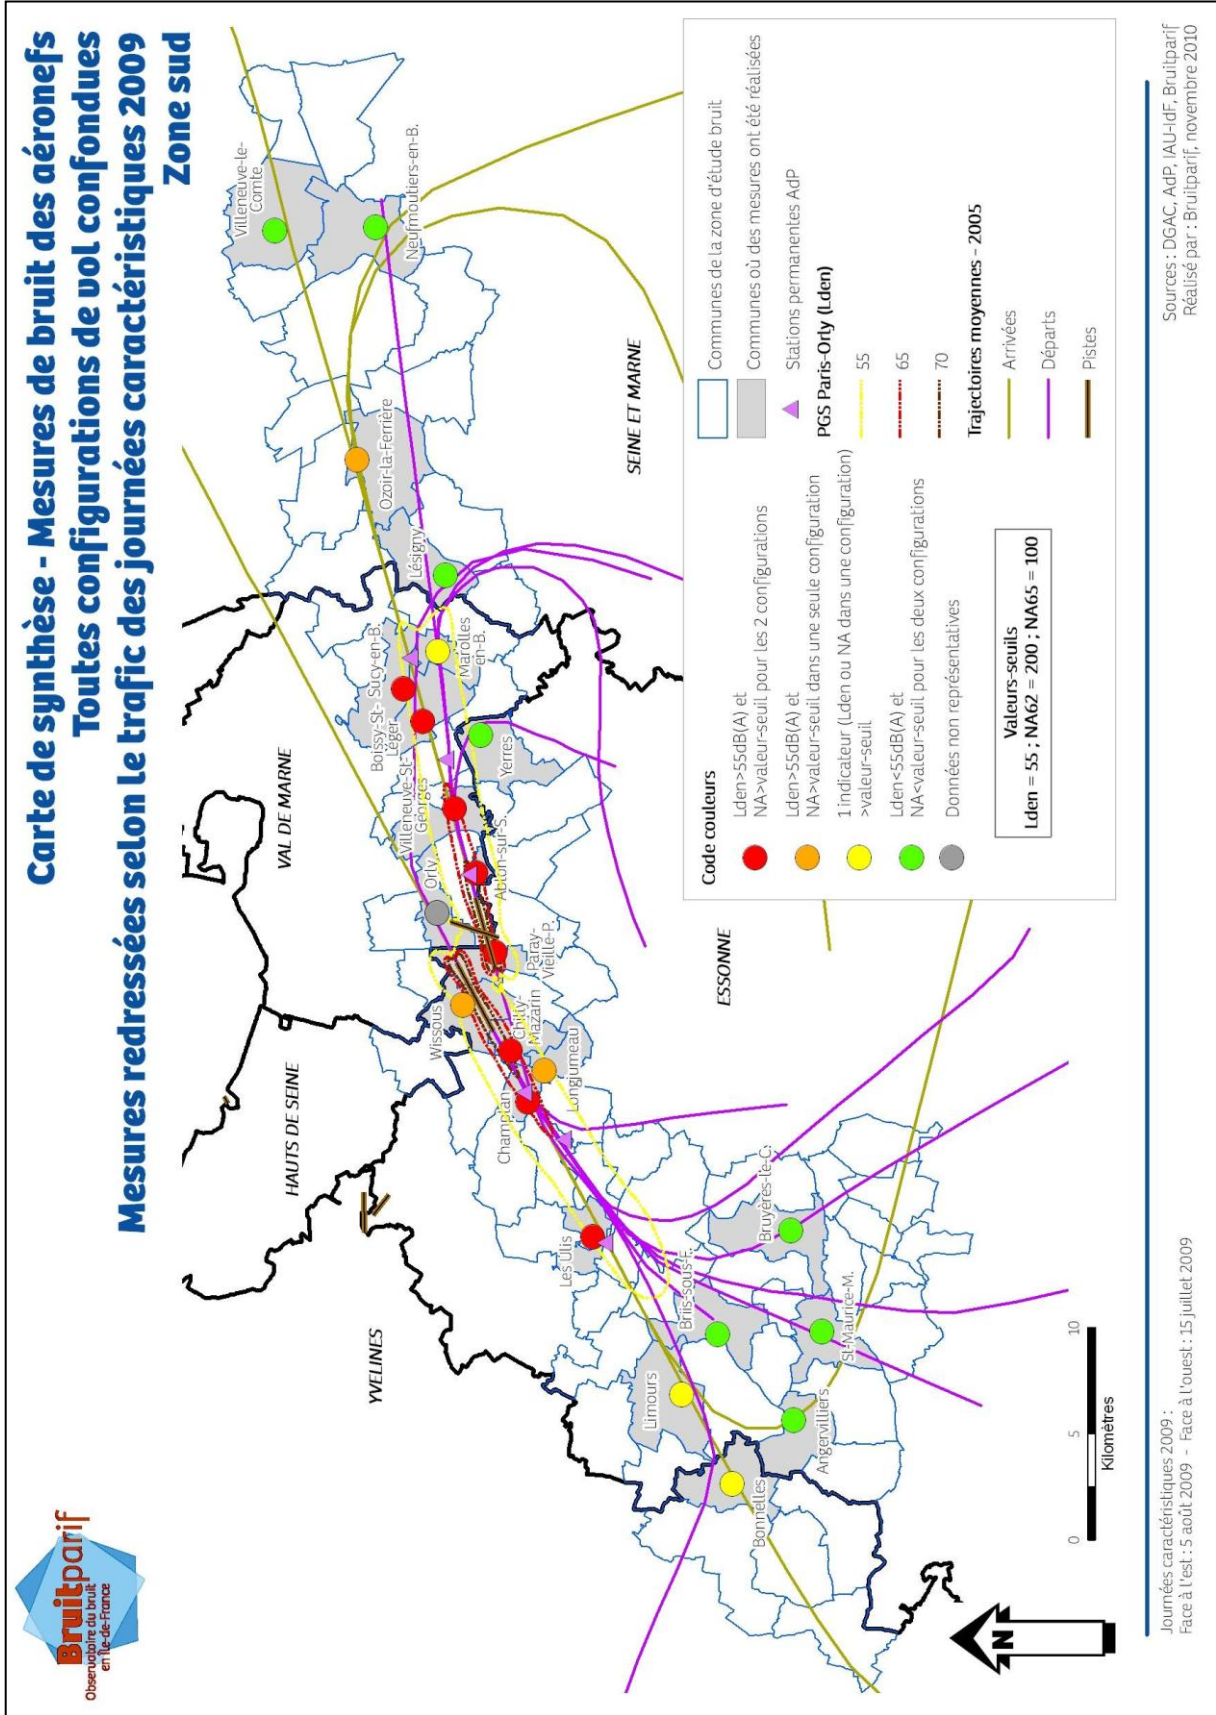 Carte de synthèse - Mesures de bruit des aéronefs
Toutes configurations de vol confondues
Mesures redressées selon le trafic des journées caractéristiques 2009
Zone sud
Bruitparif
Observatoire du bruit
en Île-de-France
YVELINES
HAUTS DE SEINE
VAL DE MARNE
SEINE ET MARNE
ESSONNE
Villeneuve-le-
Comte
Neufmoutiers-en-B.
Ozoir-la-Ferrière
Lésigny
Sucy-en-B.
Marolles
en-B.
Boissy-St-
Léger
Villeneuve-St-
Georges
Yerres
Orly
Ablon-sur-S.
Paray-
Vieille-P.
Wissous
Chilly-
Mazarin
Longjumeau
Champlan
Les Ulis
Briis-sous-F.
Bruyères-le-C.
St-Maurice-M.
Limours
Angervilliers
Bonnelles
Code couleurs
Lden>55dB(A) et
NA>valeur-seuil pour les 2 configurations
Lden>55dB(A) et
NA>valeur-seuil dans une seule configuration
1 indicateur (Lden ou NA dans une configuration)
>valeur-seuil
Lden<55dB(A) et
NA<valeur-seuil pour les deux configurations
Données non représentatives
Valeurs-seuils
Lden = 55 ; NA62 = 200 ; NA65 = 100
Communes de la zone d'étude bruit
Communes où des mesures ont été réalisées
Stations permanentes AdP
PGS Paris-Orly (Lden)
55
65
70
Trajectoires moyennes - 2005
Arrivées
Départs
Pistes
N
0
5
10
Kilomètres
Journées caractéristiques 2009 :
Face à l'est : 5 août 2009 - Face à l'ouest : 15 juillet 2009
Sources : DGAC, AdP, IAU-IdF, Bruitparif
Réalisé par : Bruitparif, novembre 2010